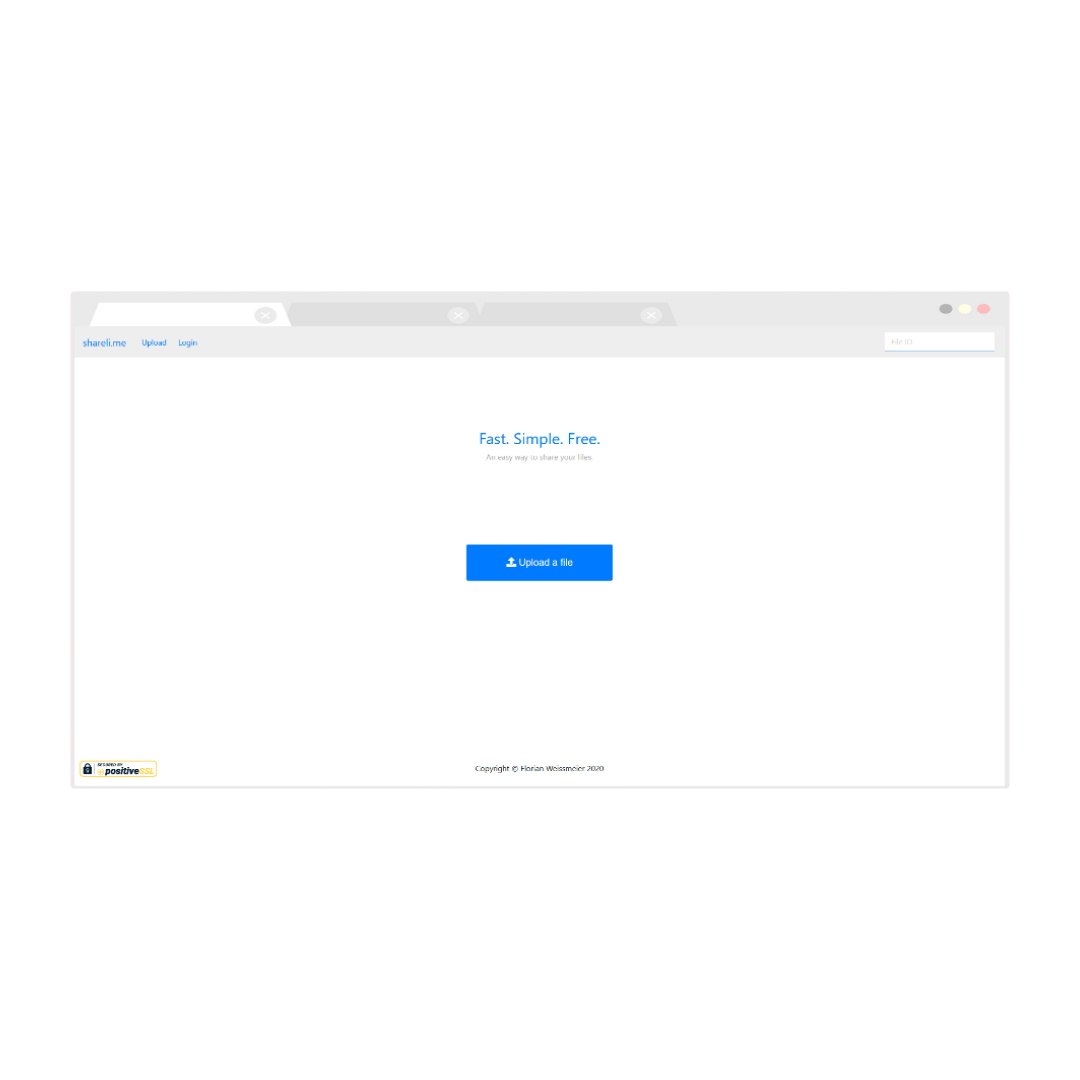 shareli.me Upload Login File ID
Fast. Simple. Free.
An easy way to share your files.
Upload a file
SECURED BY
positiveSSL
Copyright © Florian Weissmeier 2020